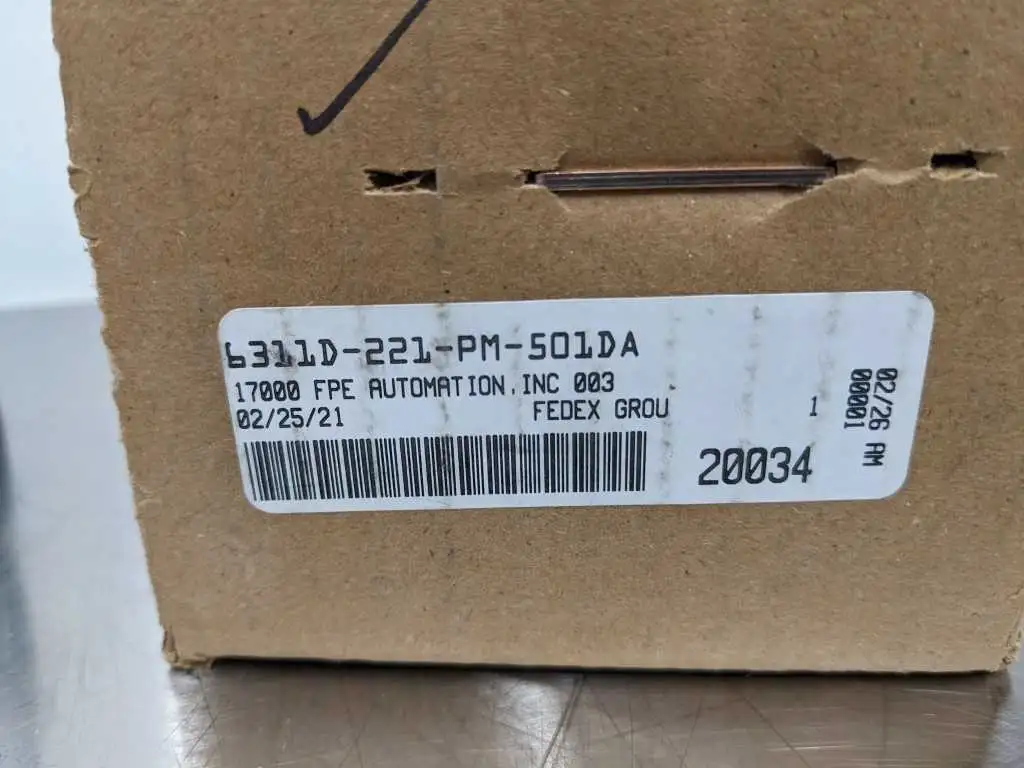 6311D-221-PM-501DA
17000 FPE AUTOMATION,INC 003
02/25/21 FEDEX GROU 1
20034
02/26 AM
000001